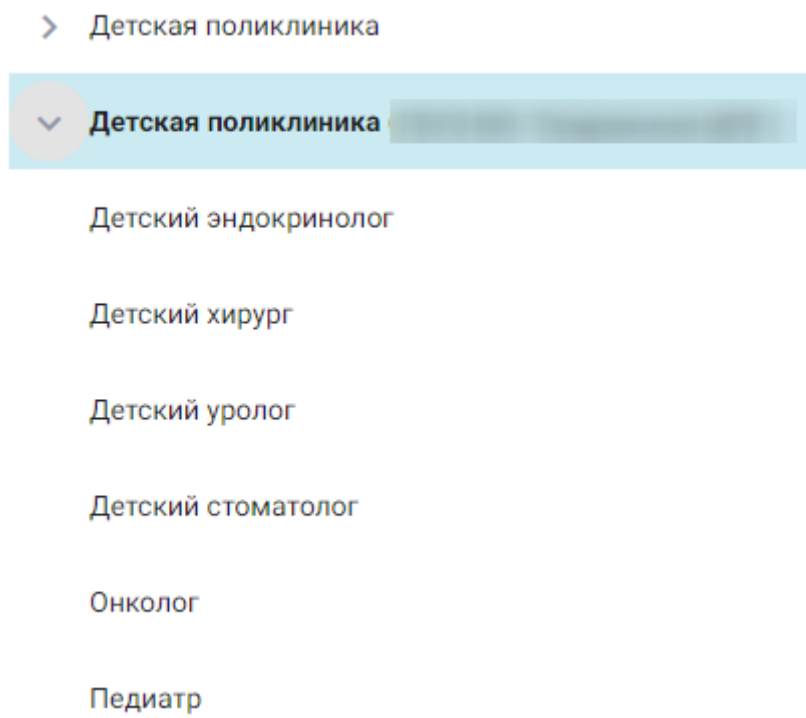 Детская поликлиника
Детская поликлиника
Детский эндокринолог
Детский хирург
Детский уролог
Детский стоматолог
Онколог
Педиатр